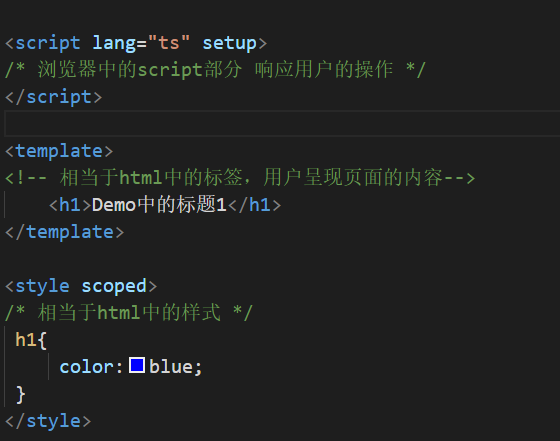 <script lang="ts" setup>
/* 浏览器中的script部分 响应用户的操作 */
</script>
<template>
<!-- 相当于html中的标签，用户呈现页面的内容-->
<h1>Demo中的标题1</h1>
</template>
<style scoped>
/* 相当于html中的样式 */
h1{
color:blue;
}
</style>